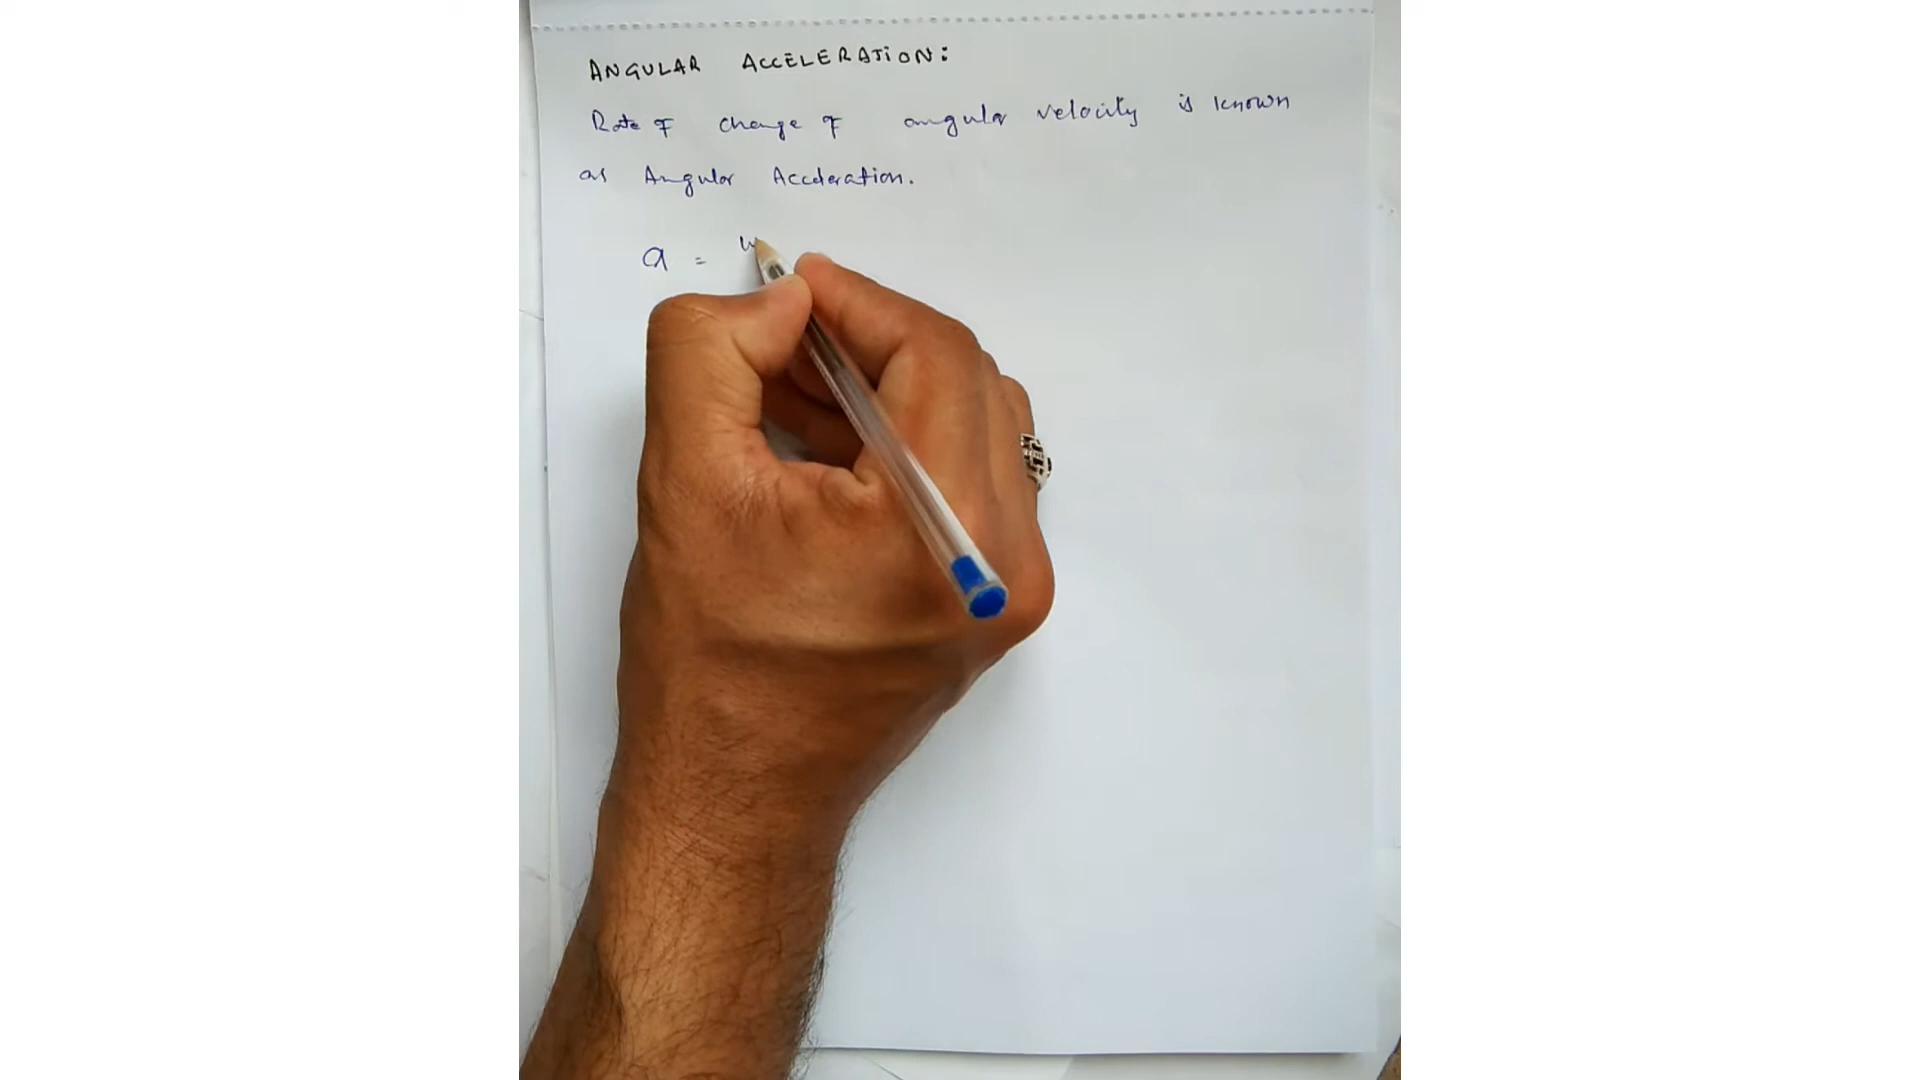 ANGULAR ACCELERATION:
Rate of change of angular velocity is known
as Angular Acceleration.
a = w